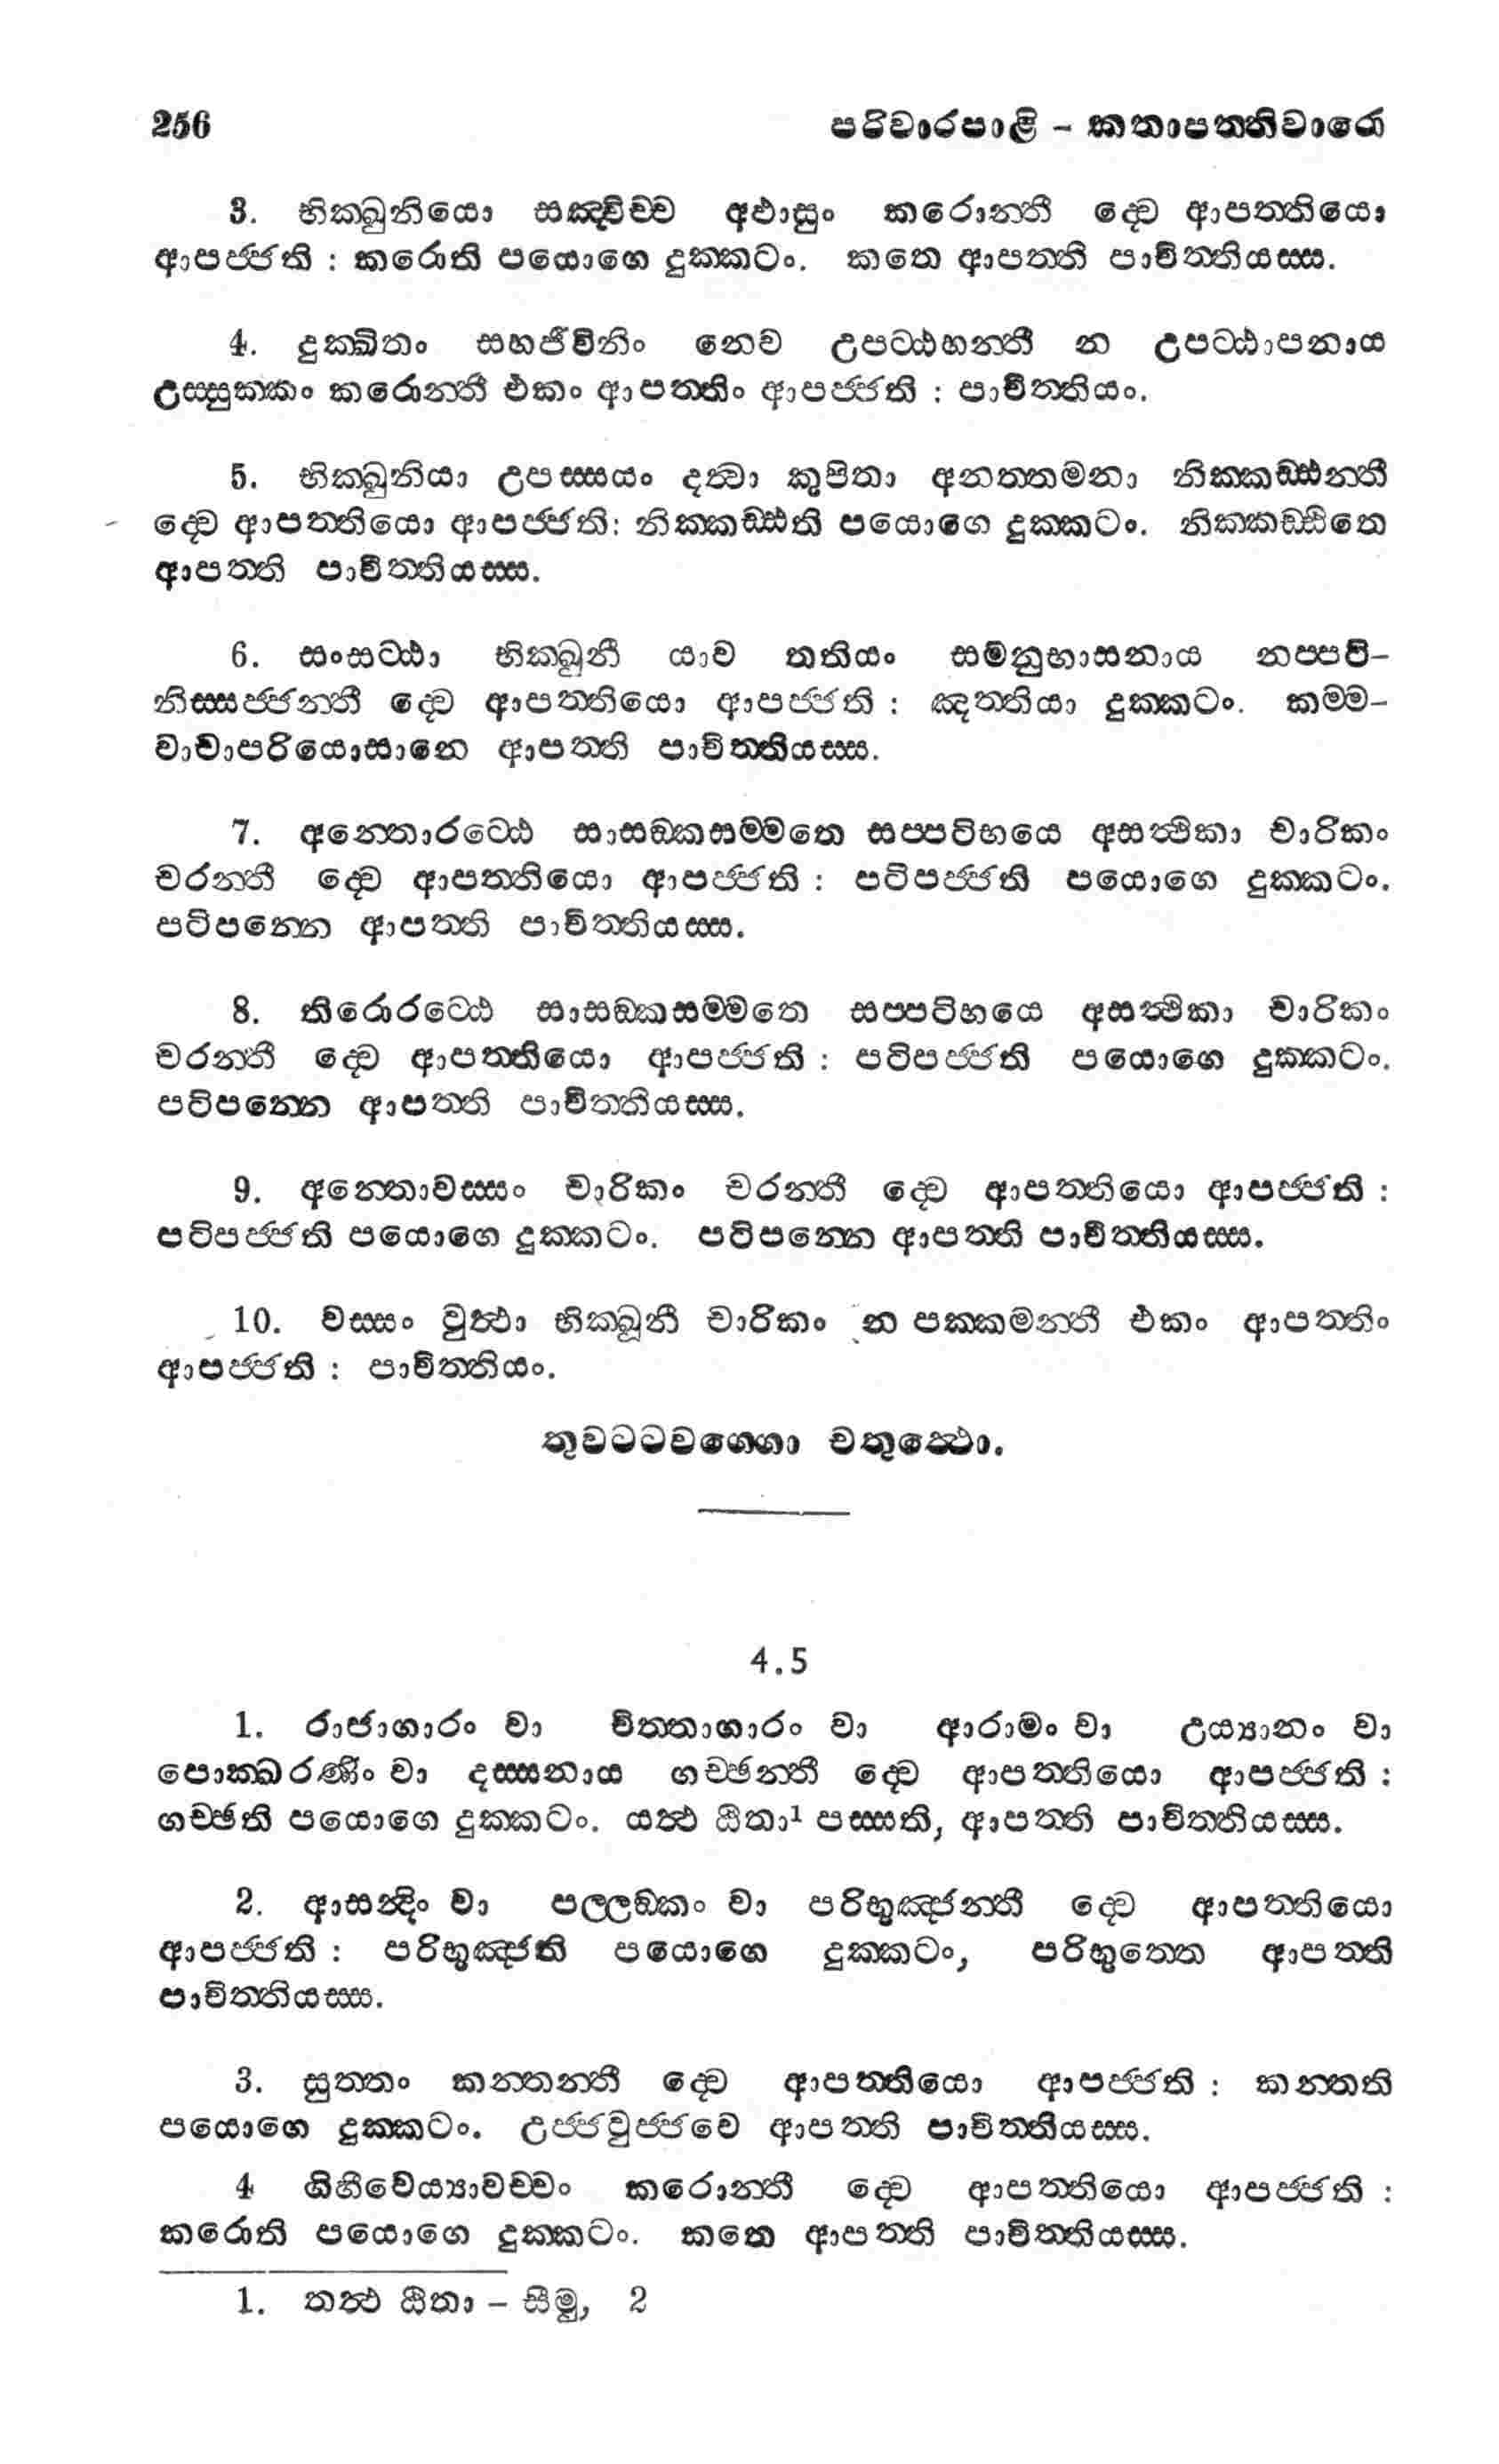 256 පරිවාරපාළි – කතාපත්තිවාරො
3. භික්ඛුනියො සඤ්චිච්ච අඵාසුං කරොන්තී ද්වෙ ආපත්තියො
ආපජ්ජති : කරොති පයොගෙ දුක්කටං. කතෙ ආපත්ති පාචිත්තියස්ස.
4. දුක්ඛිතං සහජීවිනිං නෙව උපට්ඨහන්තී න උපට්ඨාපනාය
උස්සුක්කං කරොන්තී එකං ආපත්තිං ආපජ්ජති : පාචිත්තියං.
5. භික්ඛුනියා උපස්සයං දත්වා කුපිතා අනත්තමනා නික්කඩ්ඪන්තී
ද්වෙ ආපත්තියො ආපජ්ජති: නික්කඩ්ඪති පයොගෙ දුක්කටං. නික්කඩ්ඪිතෙ
ආපත්ති පාචිත්තියස්ස.
6. සංසට්ඨා භික්ඛුනී යාව තතියං සමනුභාසනාය නප්පටි-
නිස්සජ්ජන්තී ද්වෙ ආපත්තියො ආපජ්ජති : ඤත්තියා දුක්කටං. කම්ම-
වාචාපරියොසානෙ ආපත්ති පාචිත්තියස්ස.
7. අන්තොරට්ඨෙ සාසඞ්කසම්මතෙ සප්පටිභයෙ අසත්ථිකා චාරිකං
චරන්තී ද්වෙ ආපත්තියො ආපජ්ජති : පටිපජ්ජති පයොගෙ දුක්කටං.
පටිපන්නෙ ආපත්ති පාචිත්තියස්ස.
8. තිරොරට්ඨෙ සාසඞ්කසම්මතෙ සප්පටිභයෙ අසත්ථිකා චාරිකං
චරන්තී ද්වෙ ආපත්තියො ආපජ්ජති : පටිපජ්ජති පයොගෙ දුක්කටං.
පටිපන්නෙ ආපත්ති පාචිත්තියස්ස.
9. අන්තොවස්සං චාරිකං චරන්තී ද්වෙ ආපත්තියො ආපජ්ජති :
පටිපජ්ජති පයොගෙ දුක්කටං. පටිපන්නෙ ආපත්ති පාචිත්තියස්ස.
10. වස්සං වුත්ථා භික්ඛුනී චාරිකං න පක්කමන්තී එකං ආපත්තිං
ආපජ්ජති : පාචිත්තියං.
තුවට්ටවග්ගො චතුත්ථො.
4.5
1. රාජාගාරං වා චිත්තාගාරං වා ආරාමං වා උය්‍යානං වා
පොක්ඛරණිං වා දස්සනාය ගච්ඡන්තී ද්වෙ ආපත්තියො ආපජ්ජති :
ගච්ඡති පයොගෙ දුක්කටං. යත්ථ ඨිතා¹ පස්සති, ආපත්ති පාචිත්තියස්ස.
2. ආසන්දිං වා පල්ලඞ්කං වා පරිභුඤ්ජන්තී ද්වෙ ආපත්තියො
ආපජ්ජති : පරිභුඤ්ජති පයොගෙ දුක්කටං, පරිභුත්තෙ ආපත්ති
පාචිත්තියස්ස.
3. සුත්තං කන්තන්තී ද්වෙ ආපත්තියො ආපජ්ජති : කන්තති
පයොගෙ දුක්කටං. උජ්ජවුජ්ජවෙ ආපත්ති පාචිත්තියස්ස.
4 ගිහීවෙය්‍යාවච්චං කරොන්තී ද්වෙ ආපත්තියො ආපජ්ජති :
කරොති පයොගෙ දුක්කටං. කතෙ ආපත්ති පාචිත්තියස්ස.
1. තත්ථ ඨිතා – සීමු, 2